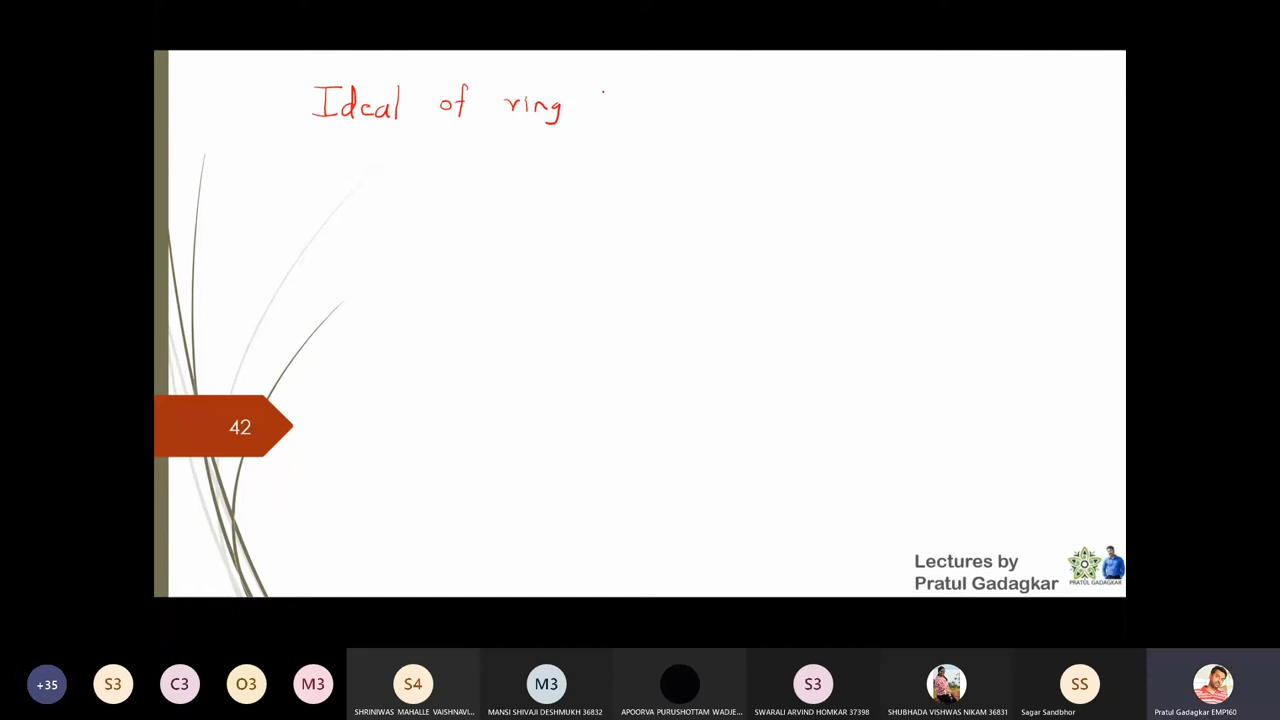 Ideal of ring
42
Lectures by
Pratul Gadagkar
PRATUL GADAGKAR
+35
S3
C3
O3
M3
S4
M3
S3
SS
SHRINIWAS MAHALLE VAISHNAVI...
MANSI SHIVAJI DESHMUKH 36832
APOORVA PURUSHOTTAM WADJE...
SWARALI ARVIND HOMKAR 37398
SHUBHADA VISHWAS NIKAM 36831
Sagar Sandbhor
Pratul Gadagkar EMP160